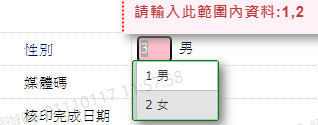 請輸入此範圍內資料:1,2
性別 3 男
1 男
2 女
媒體碼
核印完成日期